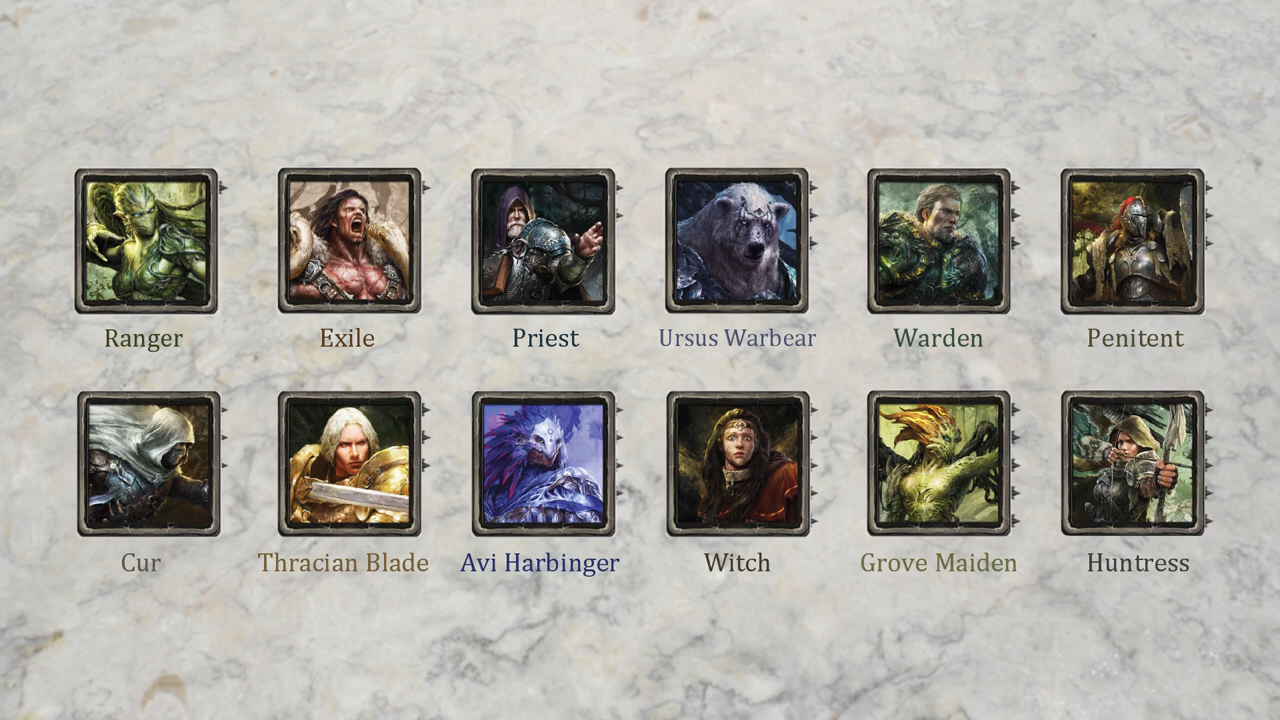 Ranger
Exile
Priest
Ursus Warbear
Warden
Penitent
Cur
Thracian Blade
Avi Harbinger
Witch
Grove Maiden
Huntress